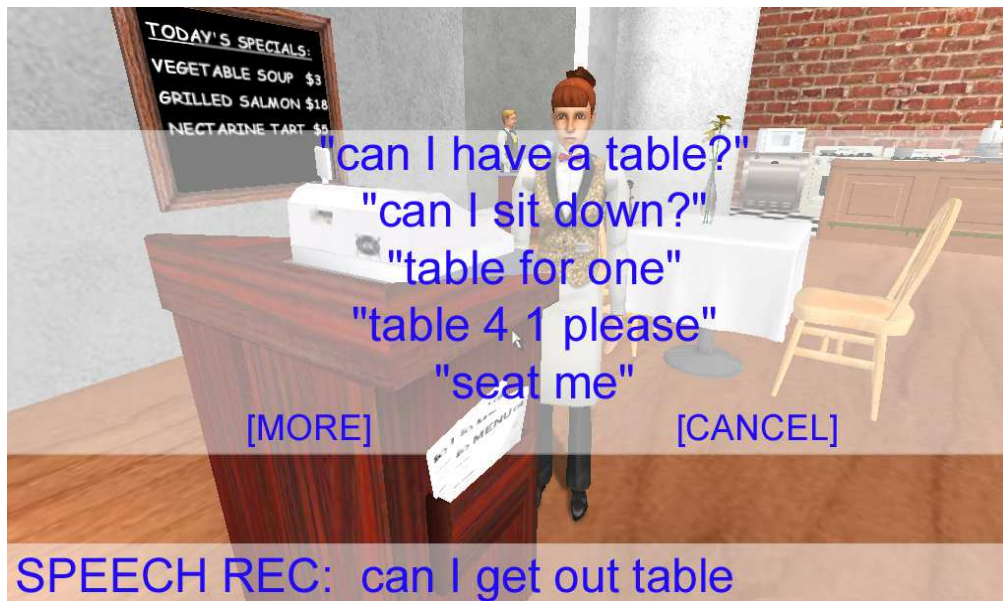 TODAY'S SPECIALS:
VEGETABLE SOUP $3
GRILLED SALMON $18
NECTARINE TART $5
"can I have a table?"
"can I sit down?"
"table for one"
"table 4 1 please"
"seat me"
[MORE] [CANCEL]
MENU
SPEECH REC: can I get out table